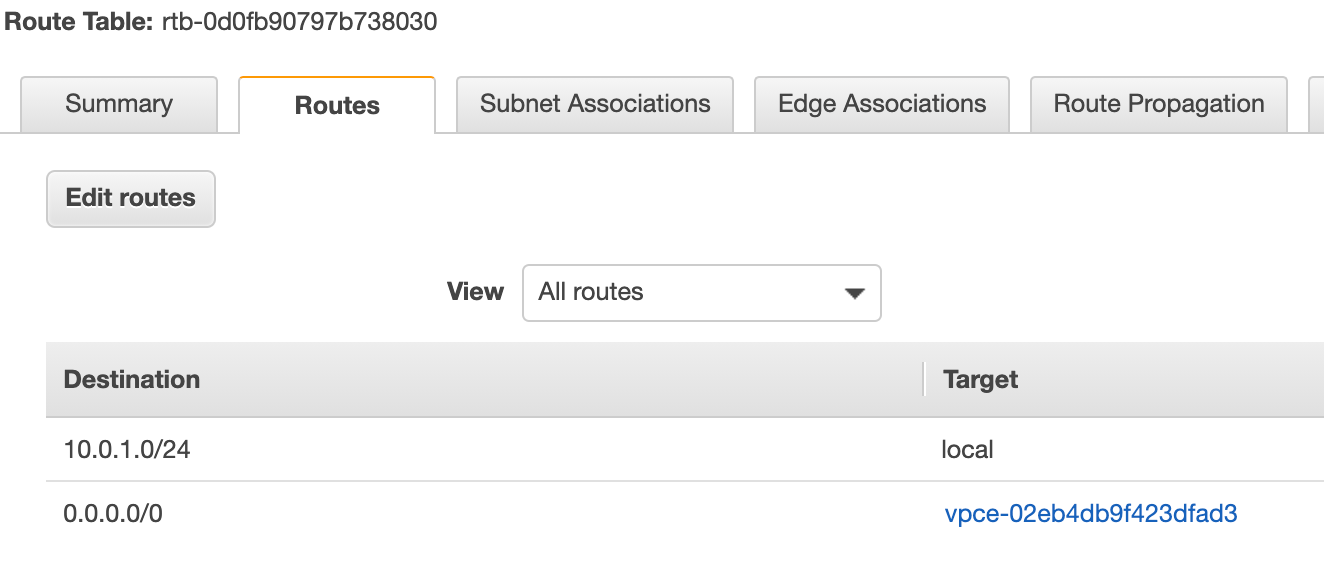 Route Table: rtb-0d0fb90797b738030
Summary Routes Subnet Associations Edge Associations Route Propagation
Edit routes
View All routes
Destination Target
10.0.1.0/24 local
0.0.0.0/0 vpce-02eb4db9f423dfad3